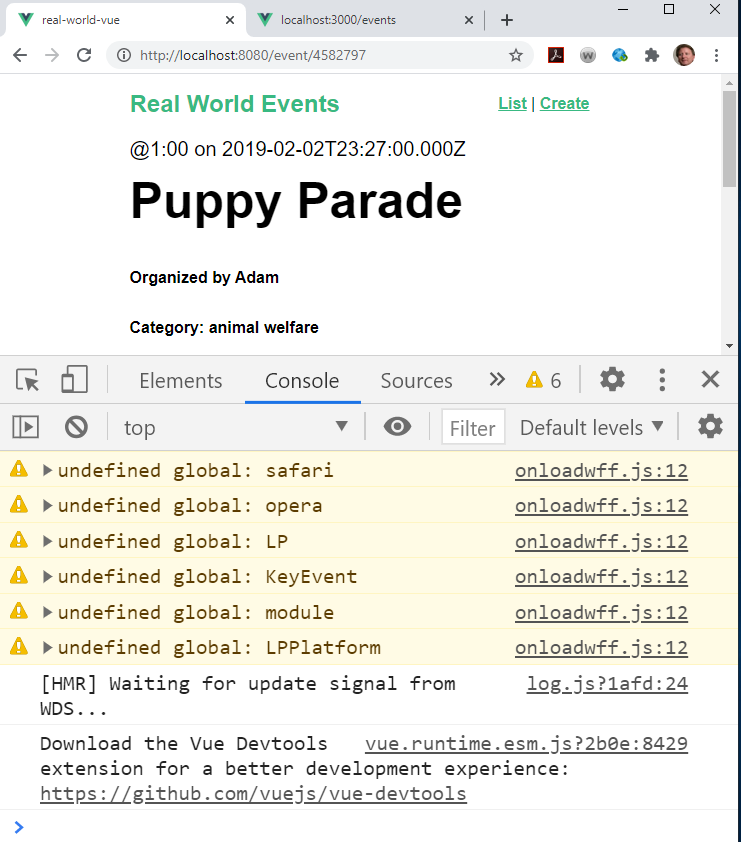 real-world-vue
localhost:3000/events
http://localhost:8080/event/4582797
Real World Events List | Create
@1:00 on 2019-02-02T23:27:00.000Z
Puppy Parade
Organized by Adam
Category: animal welfare
Elements Console Sources 6
top Filter Default levels
undefined global: safari onloadwff.js:12
undefined global: opera onloadwff.js:12
undefined global: LP onloadwff.js:12
undefined global: KeyEvent onloadwff.js:12
undefined global: module onloadwff.js:12
undefined global: LPPlatform onloadwff.js:12
[HMR] Waiting for update signal from log.js?1afd:24
WDS...
Download the Vue Devtools vue.runtime.esm.js?2b0e:8429
extension for a better development experience:
https://github.com/vuejs/vue-devtools